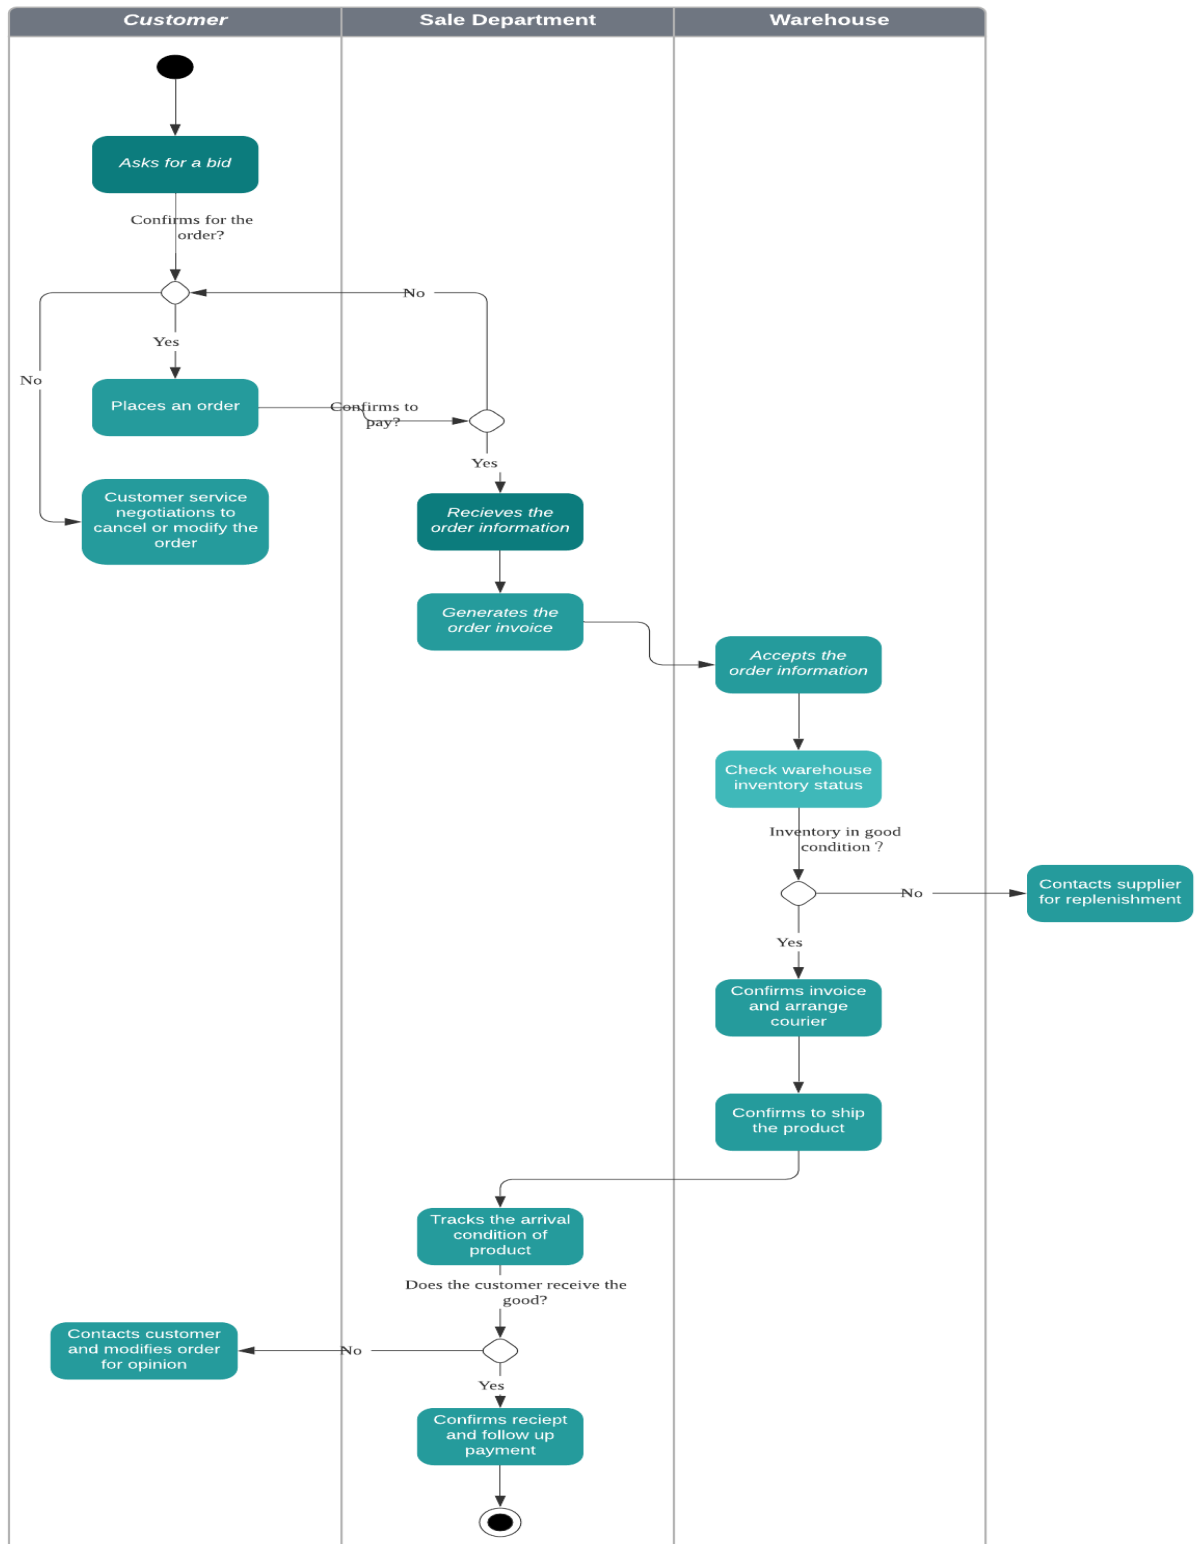 Customer
Sale Department
Warehouse
Asks for a bid
Confirms for the
order?
No
Yes
No
Places an order
Confirms to
pay?
Yes
Customer service
negotiations to
cancel or modify the
order
Recieves the
order information
Generates the
order invoice
Accepts the
order information
Check warehouse
inventory status
Inventory in good
condition ?
No
Contacts supplier
for replenishment
Yes
Confirms invoice
and arrange
courier
Confirms to ship
the product
Tracks the arrival
condition of
product
Does the customer receive the
good?
Contacts customer
and modifies order
for opinion
No
Yes
Confirms reciept
and follow up
payment